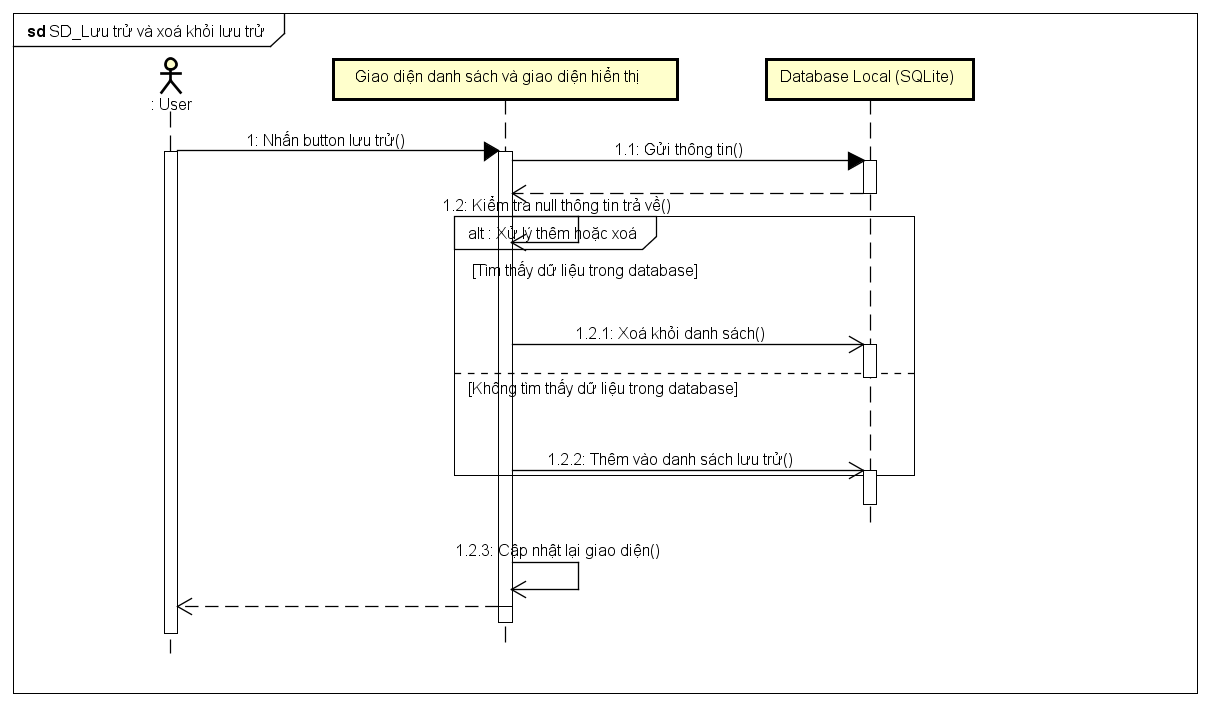 sd SD_Lưu trử và xoá khỏi lưu trử
Giao diện danh sách và giao diện hiển thị
Database Local (SQLite)
: User
1: Nhấn button lưu trử()
1.1: Gửi thông tin()
1.2: Kiểm tra null thông tin trả về()
alt : Xử lý thêm hoặc xoá
[Tìm thấy dữ liệu trong database]
1.2.1: Xoá khỏi danh sách()
[Không tìm thấy dữ liệu trong database]
1.2.2: Thêm vào danh sách lưu trử()
1.2.3: Cập nhật lại giao diện()